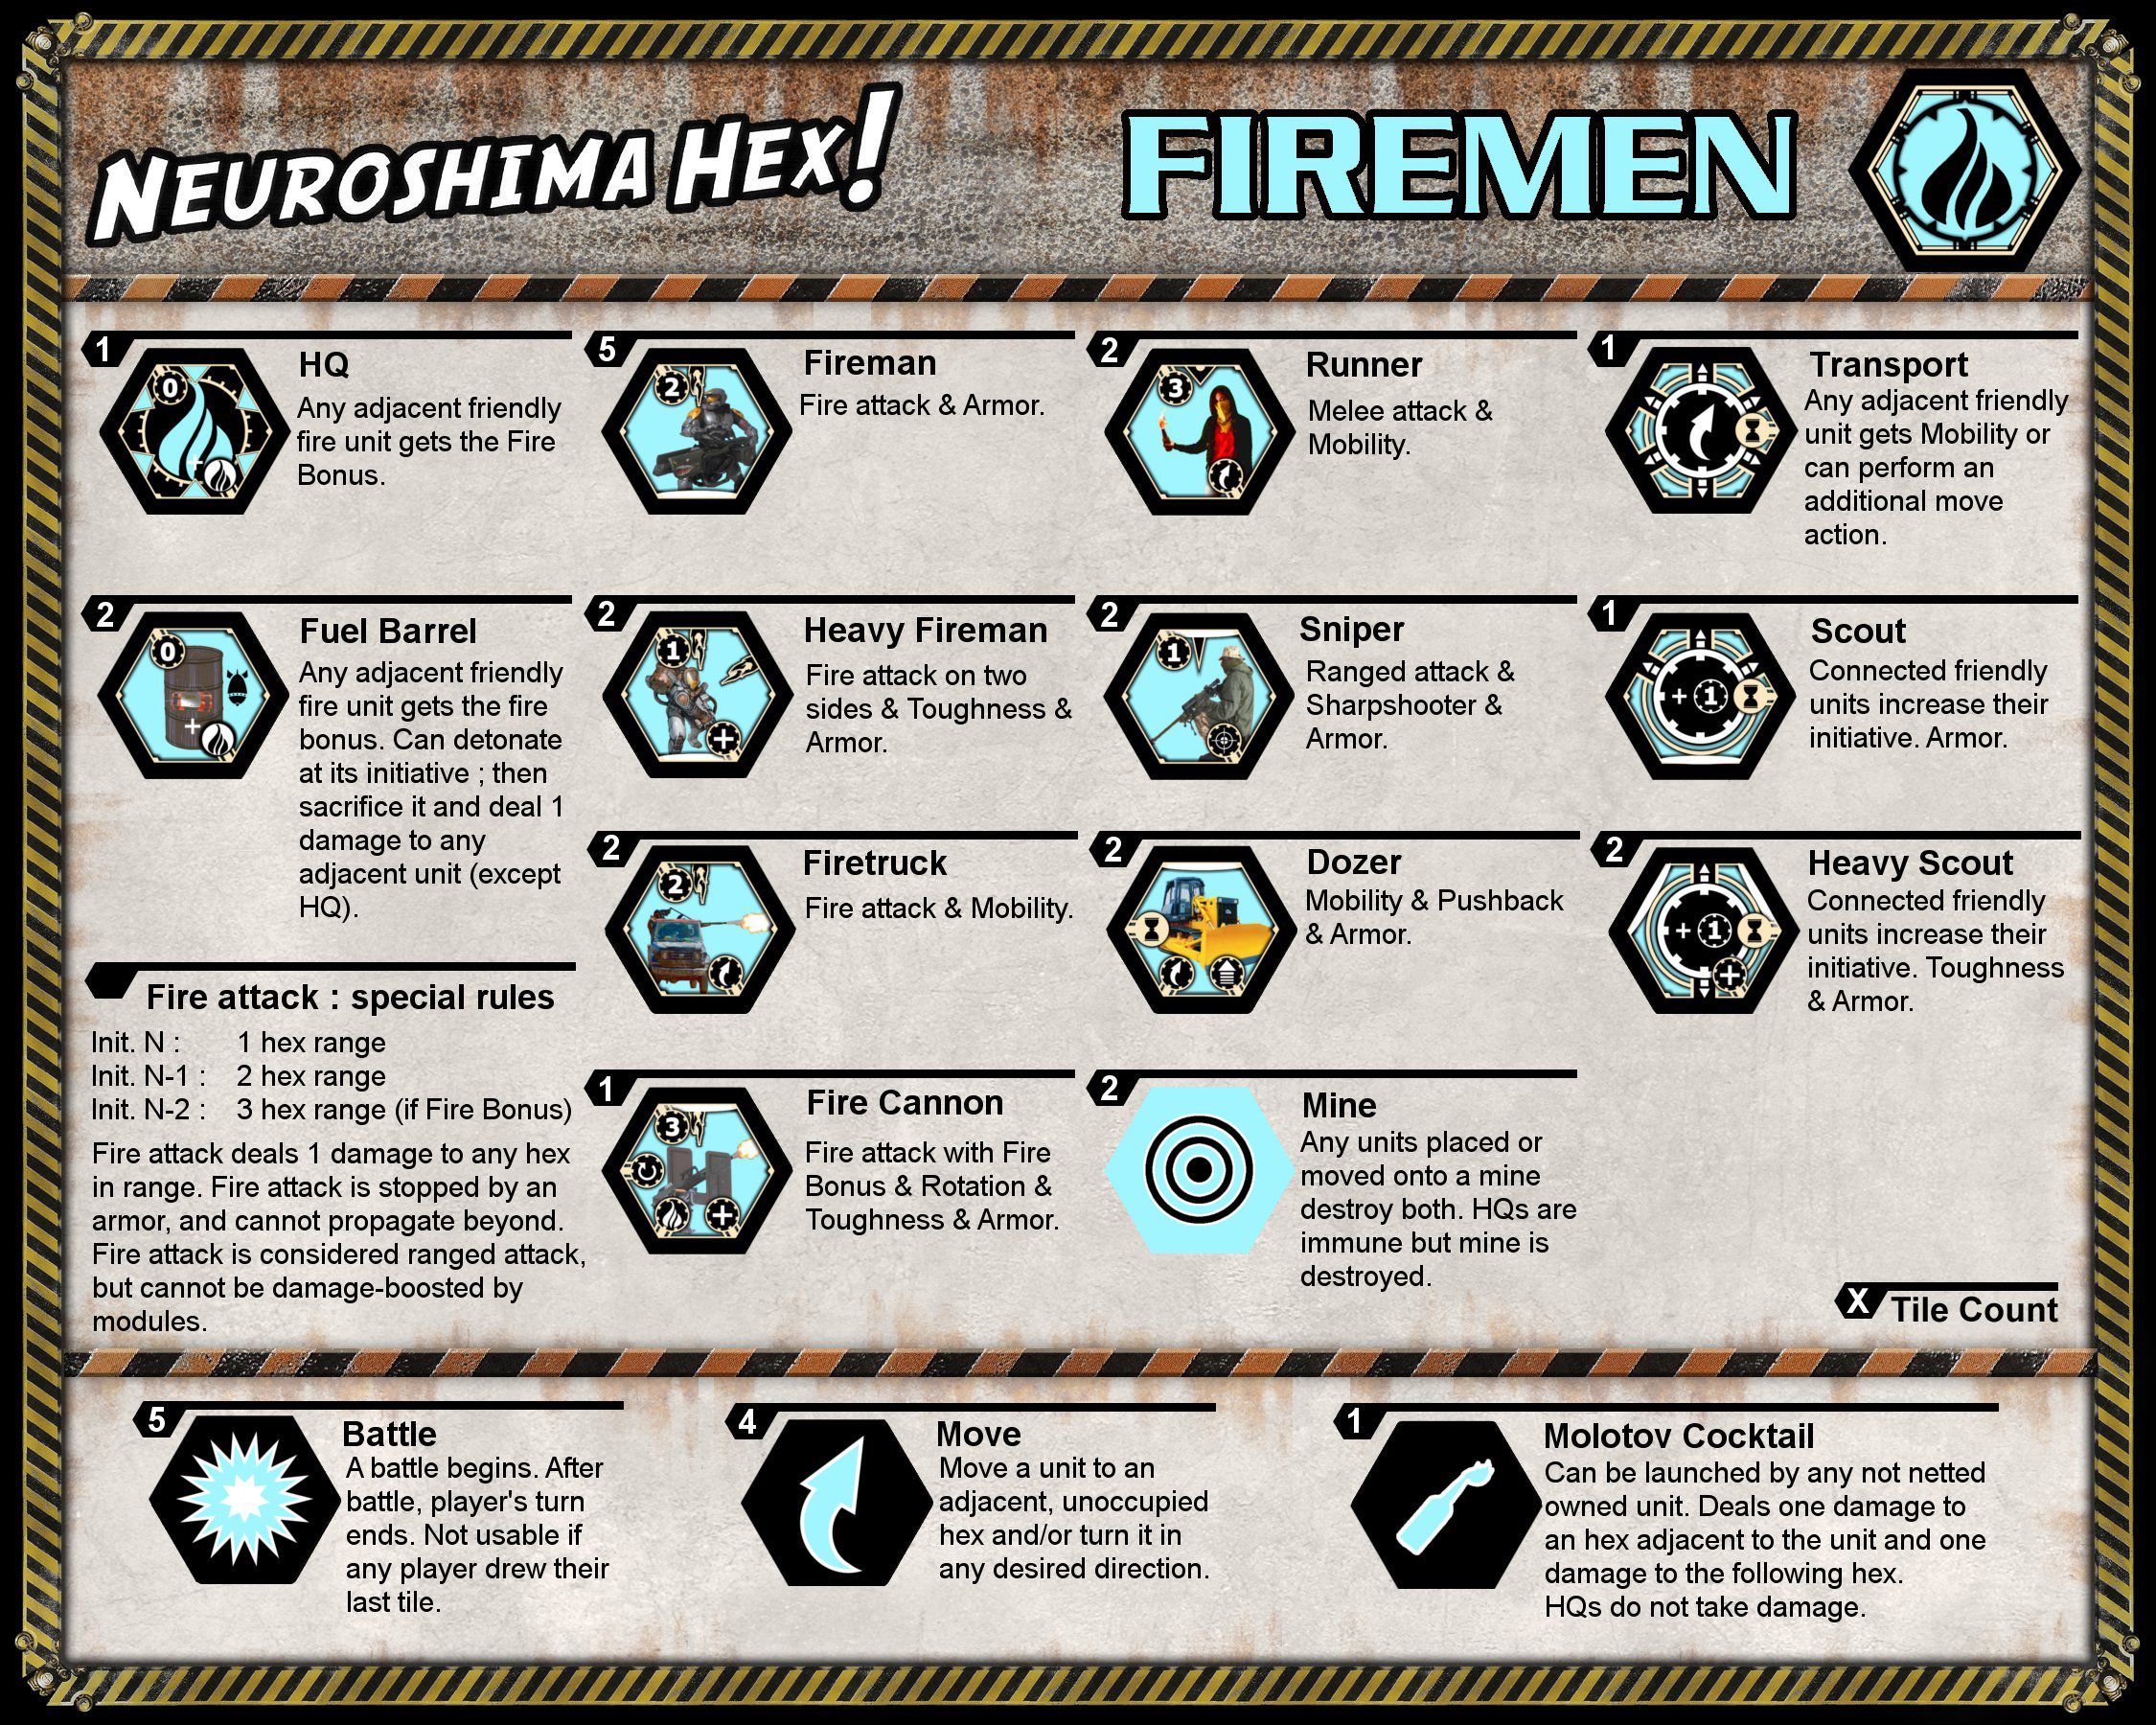 NEUROSHIMA HEX!
FIREMEN
1
0
+
HQ
Any adjacent friendly
fire unit gets the Fire
Bonus.
5
2
Fireman
Fire attack & Armor.
2
3
Runner
Melee attack &
Mobility.
1
Transport
Any adjacent friendly
unit gets Mobility or
can perform an
additional move
action.
2
0
+
Fuel Barrel
Any adjacent friendly
fire unit gets the fire
bonus. Can detonate
at its initiative ; then
sacrifice it and deal 1
damage to any
adjacent unit (except
HQ).
2
1
+
Heavy Fireman
Fire attack on two
sides & Toughness &
Armor.
2
1
Sniper
Ranged attack &
Sharpshooter &
Armor.
1
+1
Scout
Connected friendly
units increase their
initiative. Armor.
2
2
Firetruck
Fire attack & Mobility.
2
Dozer
Mobility & Pushback
& Armor.
2
+1
+
Heavy Scout
Connected friendly
units increase their
initiative. Toughness
& Armor.
Fire attack : special rules
Init. N : 1 hex range
Init. N-1 : 2 hex range
Init. N-2 : 3 hex range (if Fire Bonus)
Fire attack deals 1 damage to any hex
in range. Fire attack is stopped by an
armor, and cannot propagate beyond.
Fire attack is considered ranged attack,
but cannot be damage-boosted by
modules.
1
3
+
Fire Cannon
Fire attack with Fire
Bonus & Rotation &
Toughness & Armor.
2
Mine
Any units placed or
moved onto a mine
destroy both. HQs are
immune but mine is
destroyed.
X Tile Count
5
Battle
A battle begins. After
battle, player's turn
ends. Not usable if
any player drew their
last tile.
4
Move
Move a unit to an
adjacent, unoccupied
hex and/or turn it in
any desired direction.
1
Molotov Cocktail
Can be launched by any not netted
owned unit. Deals one damage to
an hex adjacent to the unit and one
damage to the following hex.
HQs do not take damage.